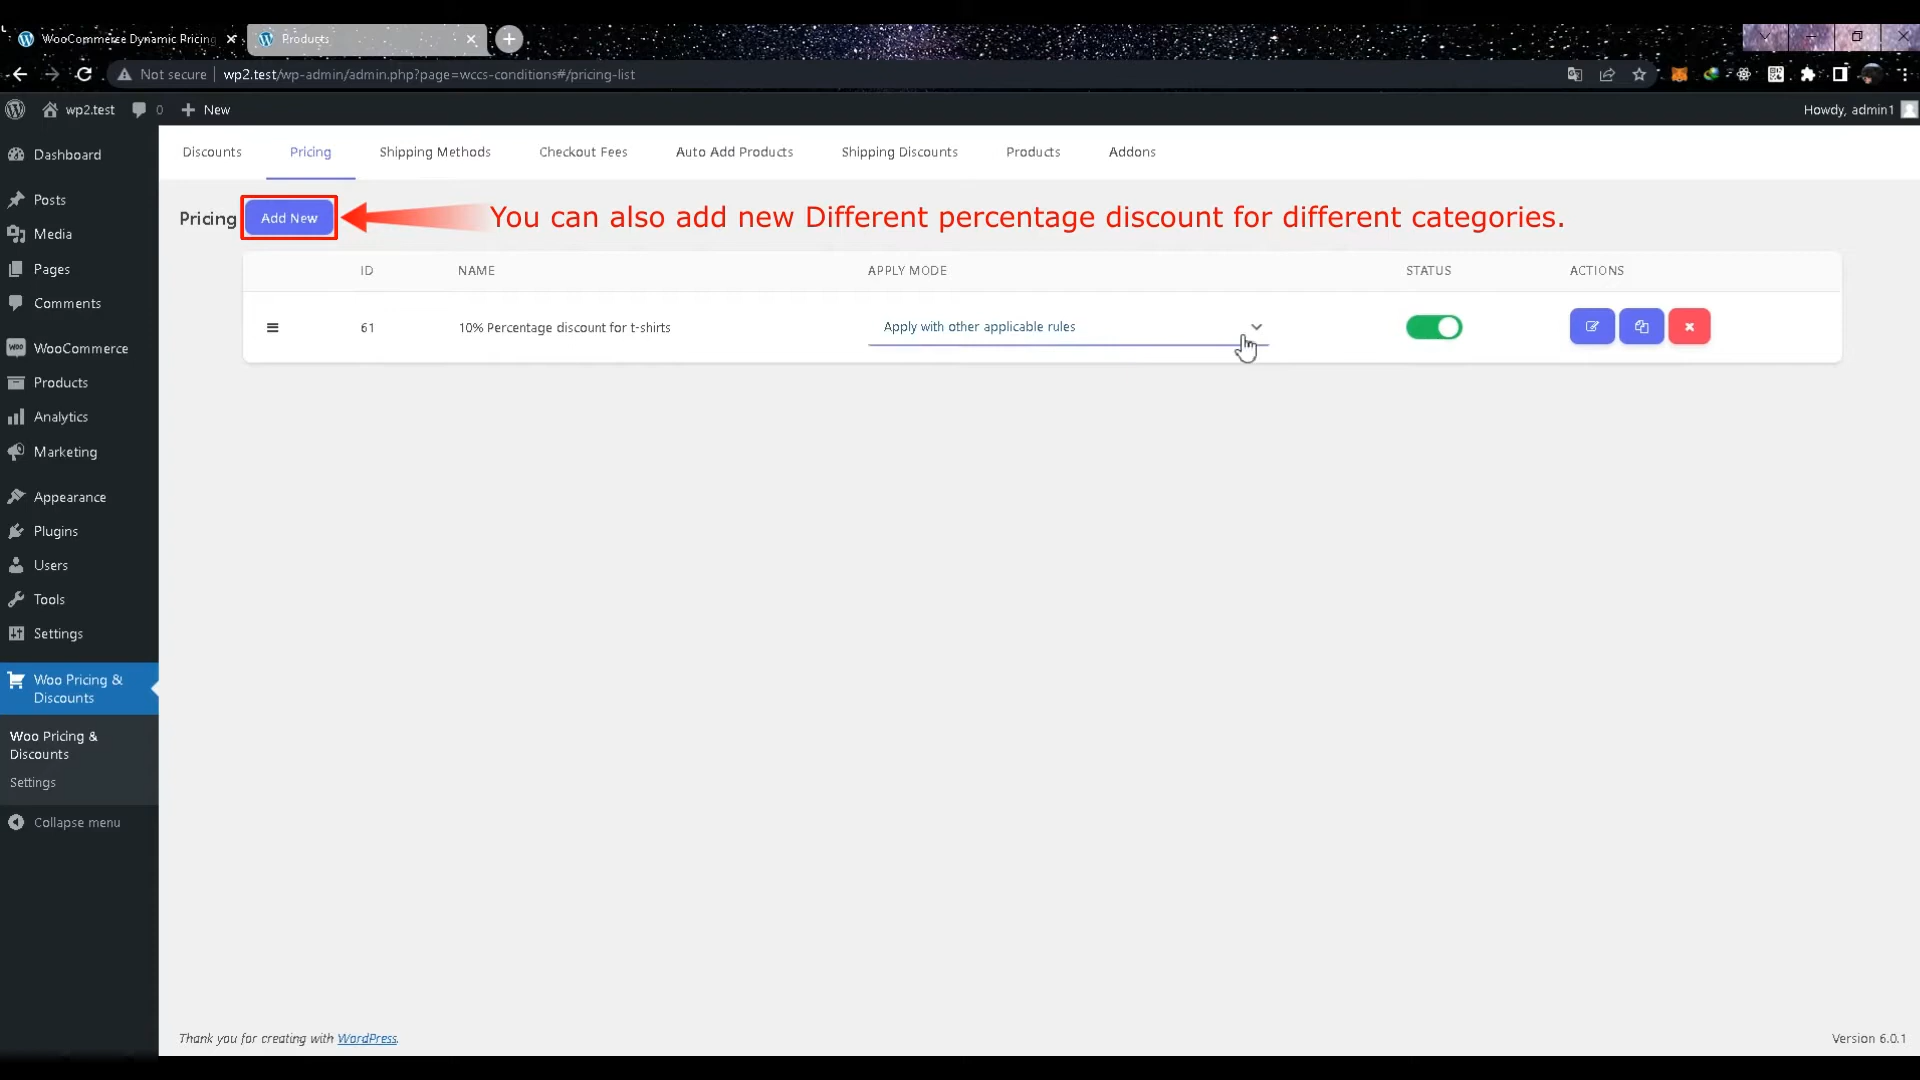 WooCommerce Dynamic Pricing
Products
Not secure
wp2.test/wp-admin/admin.php?page=wccs-conditions#/pricing-list
wp2.test
0
New
Howdy, admin1
Dashboard
Posts
Media
Pages
Comments
WooCommerce
Products
Analytics
Marketing
Appearance
Plugins
Users
Tools
Settings
Woo Pricing &
Discounts
Woo Pricing &
Discounts
Settings
Collapse menu
Discounts Pricing Shipping Methods Checkout Fees Auto Add Products Shipping Discounts Products Addons
Pricing Add New You can also add new Different percentage discount for different categories.
ID NAME APPLY MODE STATUS ACTIONS
61 10% Percentage discount for t-shirts Apply with other applicable rules
Thank you for creating with WordPress.
Version 6.0.1